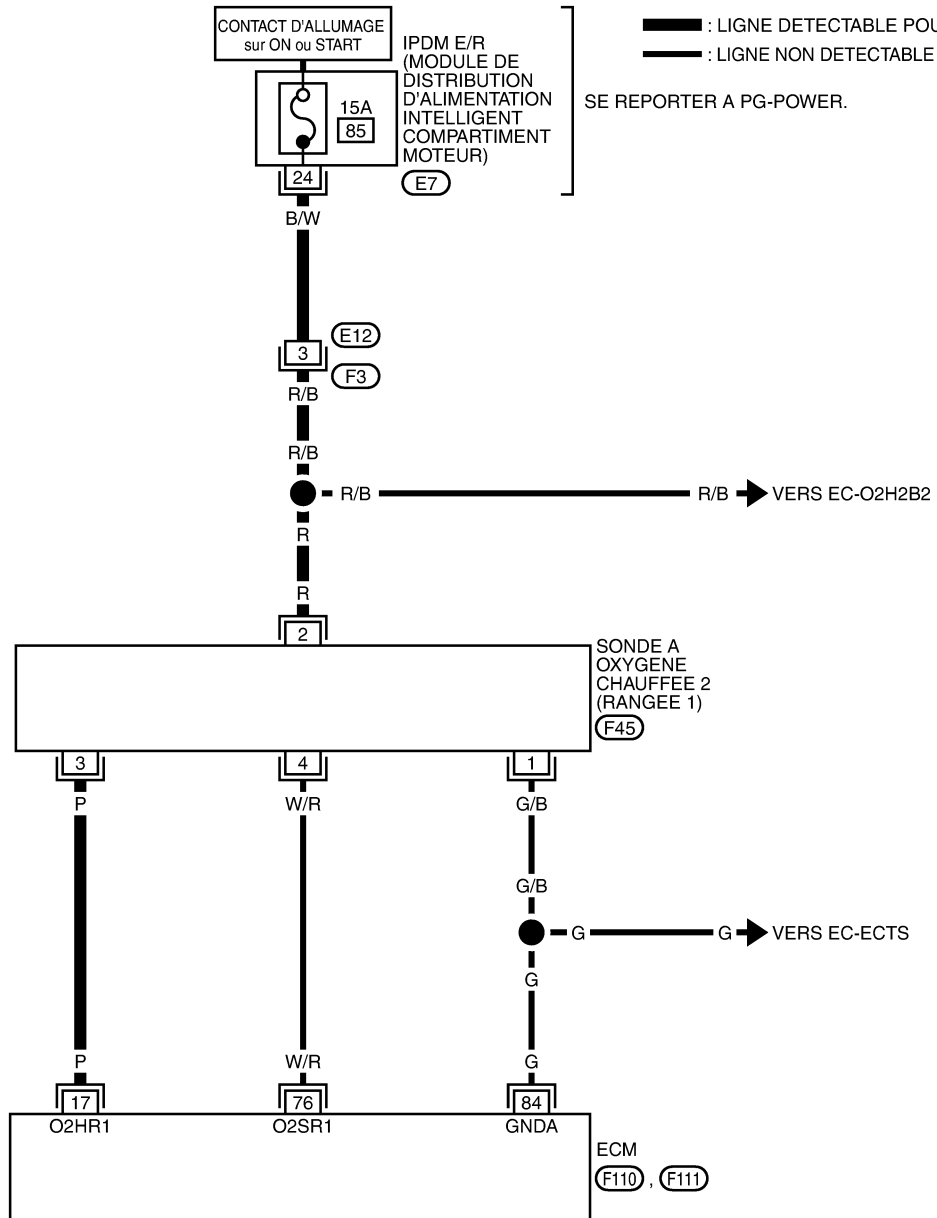 CONTACT D'ALLUMAGE
sur ON ou START
: LIGNE DETECTABLE POU
: LIGNE NON DETECTABLE
IPDM E/R
(MODULE DE
DISTRIBUTION
D'ALIMENTATION
INTELLIGENT
COMPARTIMENT
MOTEUR)
E7
SE REPORTER A PG-POWER.
15A
85
24
B/W
E12
3
F3
R/B
R/B
R/B
R/B
VERS EC-O2H2B2
R
R
2
SONDE A
OXYGENE
CHAUFFEE 2
(RANGEE 1)
F45
3
4
1
P
W/R
G/B
G/B
G
G
VERS EC-ECTS
G
P
W/R
G
17
76
84
O2HR1
O2SR1
GNDA
ECM
F110 , F111